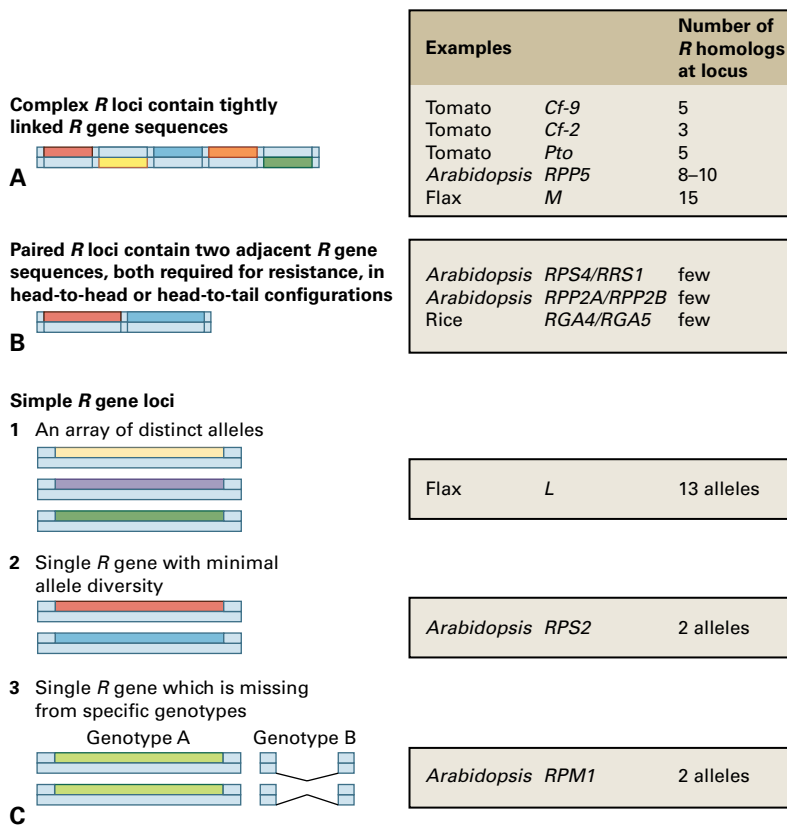 Examples
Number of
R homologs
at locus
Complex R loci contain tightly
linked R gene sequences
A
Tomato Cf-9 5
Tomato Cf-2 3
Tomato Pto 5
Arabidopsis RPP5 8–10
Flax M 15
Paired R loci contain two adjacent R gene
sequences, both required for resistance, in
head-to-head or head-to-tail configurations
B
Arabidopsis RPS4/RRS1 few
Arabidopsis RPP2A/RPP2B few
Rice RGA4/RGA5 few
Simple R gene loci
1 An array of distinct alleles
Flax L 13 alleles
2 Single R gene with minimal
allele diversity
Arabidopsis RPS2 2 alleles
3 Single R gene which is missing
from specific genotypes
Genotype A Genotype B
Arabidopsis RPM1 2 alleles
C